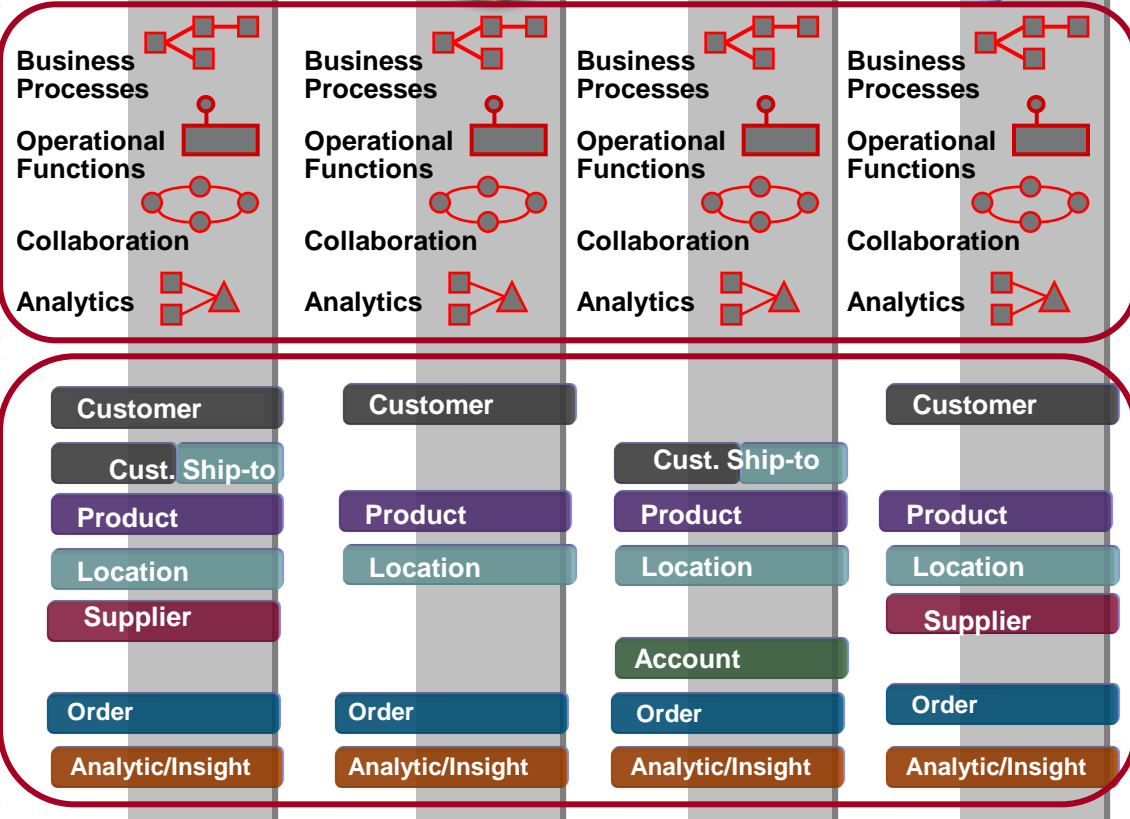 Business
Processes
Business
Processes
Business
Processes
Business
Processes
Operational
Functions
Operational
Functions
Operational
Functions
Operational
Functions
Collaboration
Collaboration
Collaboration
Collaboration
Analytics
Analytics
Analytics
Analytics
Customer
Customer
Customer
Cust. Ship-to
Cust. Ship-to
Product
Product
Product
Product
Location
Location
Location
Location
Supplier
Supplier
Account
Order
Order
Order
Order
Analytic/Insight
Analytic/Insight
Analytic/Insight
Analytic/Insight